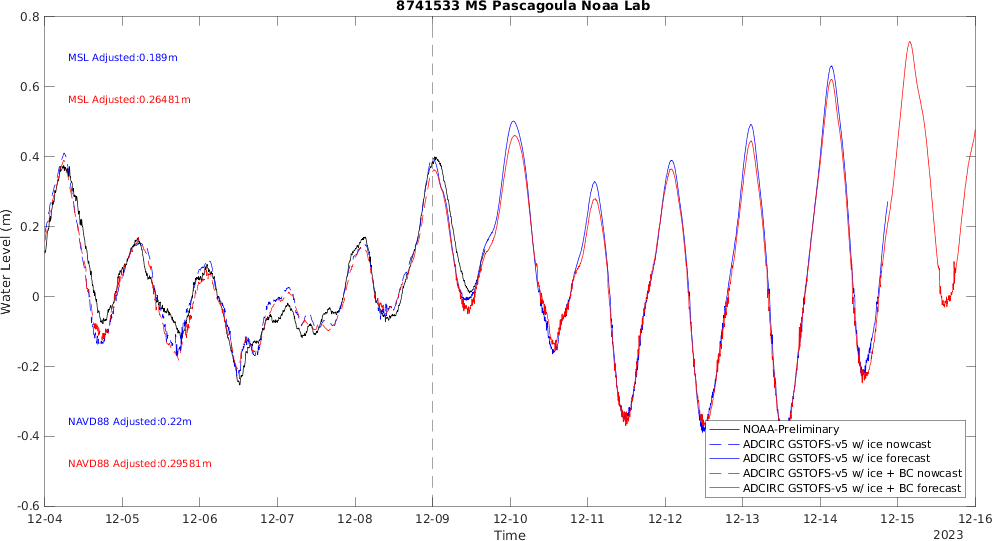 8741533 MS Pascagoula Noaa Lab
0.8
0.6
0.4
0.2
0
-0.2
-0.4
-0.6
Water Level (m)
MSL Adjusted:0.189m
MSL Adjusted:0.26481m
NAVD88 Adjusted:0.22m
NAVD88 Adjusted:0.29581m
NOAA-Preliminary
ADCIRC GSTOFS-v5 w/ ice nowcast
ADCIRC GSTOFS-v5 w/ ice forecast
ADCIRC GSTOFS-v5 w/ ice + BC nowcast
ADCIRC GSTOFS-v5 w/ ice + BC forecast
12-04 12-05 12-06 12-07 12-08 12-09 12-10 12-11 12-12 12-13 12-14 12-15 12-16
Time
2023